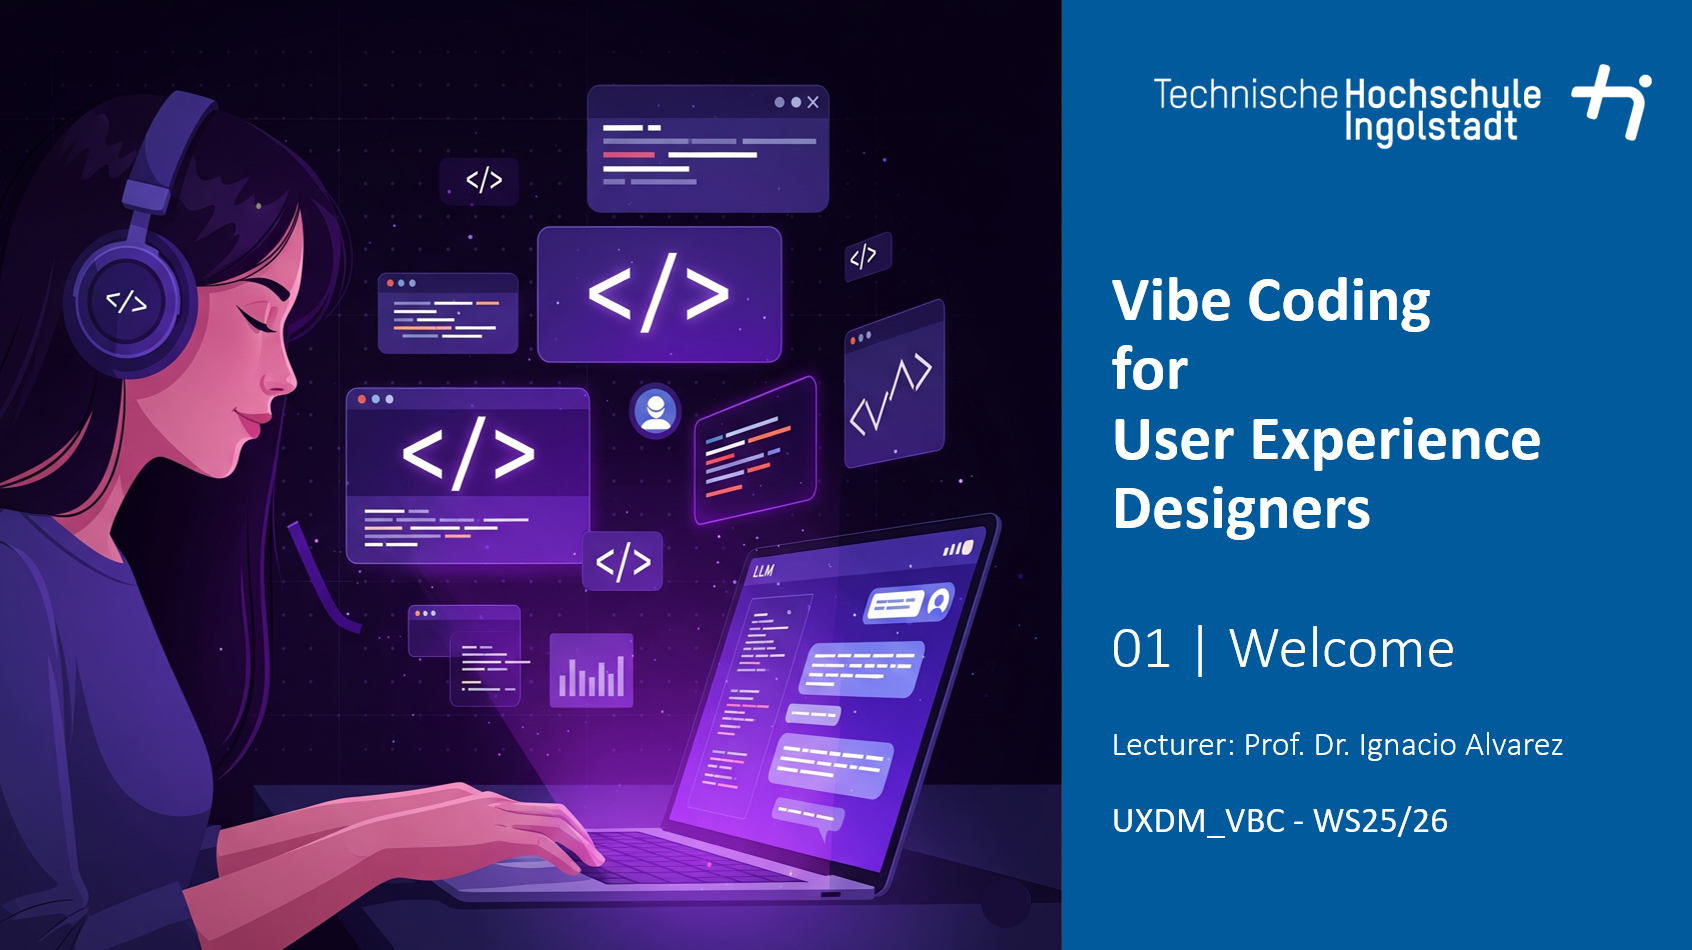 Technische Hochschule
Ingolstadt
Vibe Coding
for
User Experience
Designers
01 | Welcome
Lecturer: Prof. Dr. Ignacio Alvarez
UXDM_VBC - WS25/26
</>
</>
</>
</>
</>
</>
</>
LLM